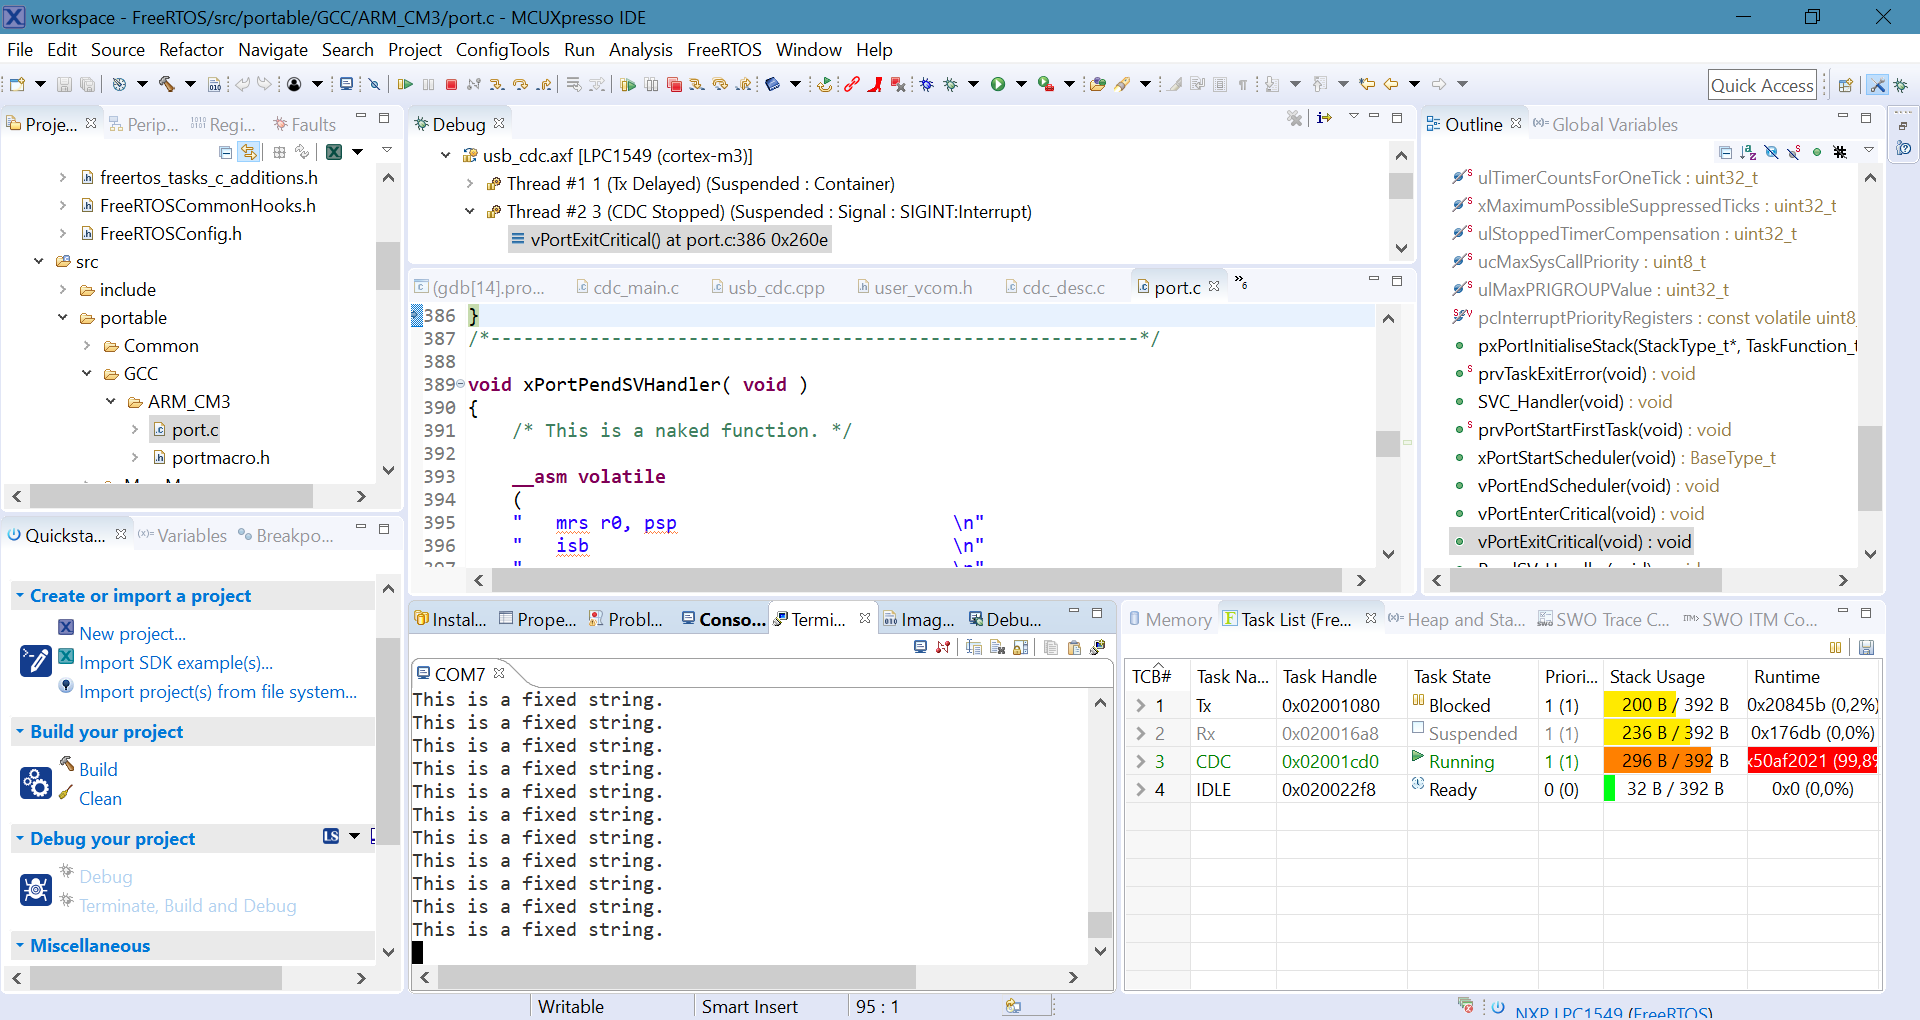 workspace - FreeRTOS/src/portable/GCC/ARM_CM3/port.c - MCUXpresso IDE
File Edit Source Refactor Navigate Search Project ConfigTools Run Analysis FreeRTOS Window Help
Quick Access
Proje... Perip... Regi... Faults
freertos_tasks_c_additions.h
FreeRTOSCommonHooks.h
FreeRTOSConfig.h
src
include
portable
Common
GCC
ARM_CM3
port.c
portmacro.h
Quicksta... Variables Breakpo...
Create or import a project
New project...
Import SDK example(s)...
Import project(s) from file system...
Build your project
Build
Clean
Debug your project
LS
Debug
Terminate, Build and Debug
Miscellaneous
Debug
usb_cdc.axf [LPC1549 (cortex-m3)]
Thread #1 1 (Tx Delayed) (Suspended : Container)
Thread #2 3 (CDC Stopped) (Suspended : Signal : SIGINT:Interrupt)
vPortExitCritical() at port.c:386 0x260e
(gdb[14].pro... cdc_main.c usb_cdc.cpp user_vcom.h cdc_desc.c port.c »6
386 }
387 /*-----------------------------------------------------------*/
388
389 void xPortPendSVHandler( void )
390 {
391 /* This is a naked function. */
392
393 __asm volatile
394 (
395 " mrs r0, psp \n"
396 " isb \n"
Outline Global Variables
ulTimerCountsForOneTick : uint32_t
xMaximumPossibleSuppressedTicks : uint32_t
ulStoppedTimerCompensation : uint32_t
ucMaxSysCallPriority : uint8_t
ulMaxPRIGROUPValue : uint32_t
pcInterruptPriorityRegisters : const volatile uint8_
pxPortInitialiseStack(StackType_t*, TaskFunction_t
prvTaskExitError(void) : void
SVC_Handler(void) : void
prvPortStartFirstTask(void) : void
xPortStartScheduler(void) : BaseType_t
vPortEndScheduler(void) : void
vPortEnterCritical(void) : void
vPortExitCritical(void) : void
Instal... Prope... Probl... Conso... Termi... Imag... Debu...
COM7
This is a fixed string.
This is a fixed string.
This is a fixed string.
This is a fixed string.
This is a fixed string.
This is a fixed string.
This is a fixed string.
This is a fixed string.
This is a fixed string.
This is a fixed string.
This is a fixed string.
Memory Task List (Fre... Heap and Sta... SWO Trace C... SWO ITM Co...
TCB# Task Na... Task Handle Task State Priori... Stack Usage Runtime
1 Tx 0x02001080 Blocked 1 (1) 200 B / 392 B 0x20845b (0,2%)
2 Rx 0x020016a8 Suspended 1 (1) 236 B / 392 B 0x176db (0,0%)
3 CDC 0x02001cd0 Running 1 (1) 296 B / 392 B x50af2021 (99,8%
4 IDLE 0x020022f8 Ready 0 (0) 32 B / 392 B 0x0 (0,0%)
Writable Smart Insert 95 : 1
NXP LPC1549 (FreeRTOS)